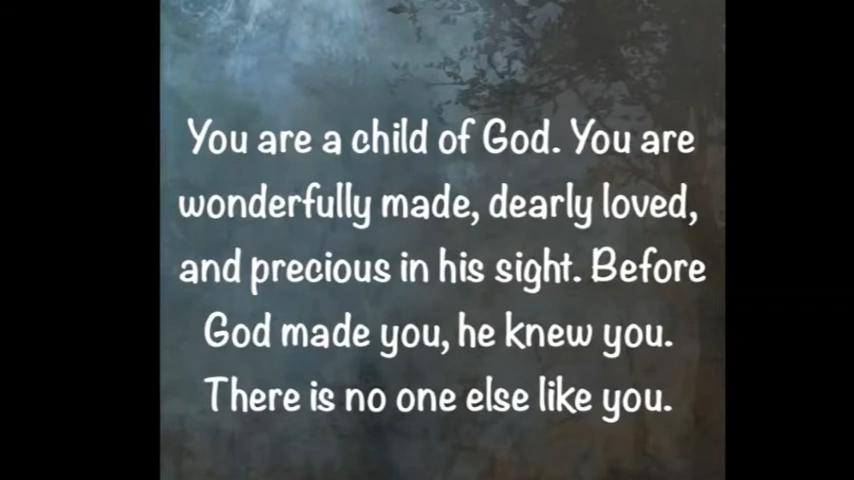 You are a child of God. You are
wonderfully made, dearly loved,
and precious in his sight. Before
God made you, he knew you.
There is no one else like you.